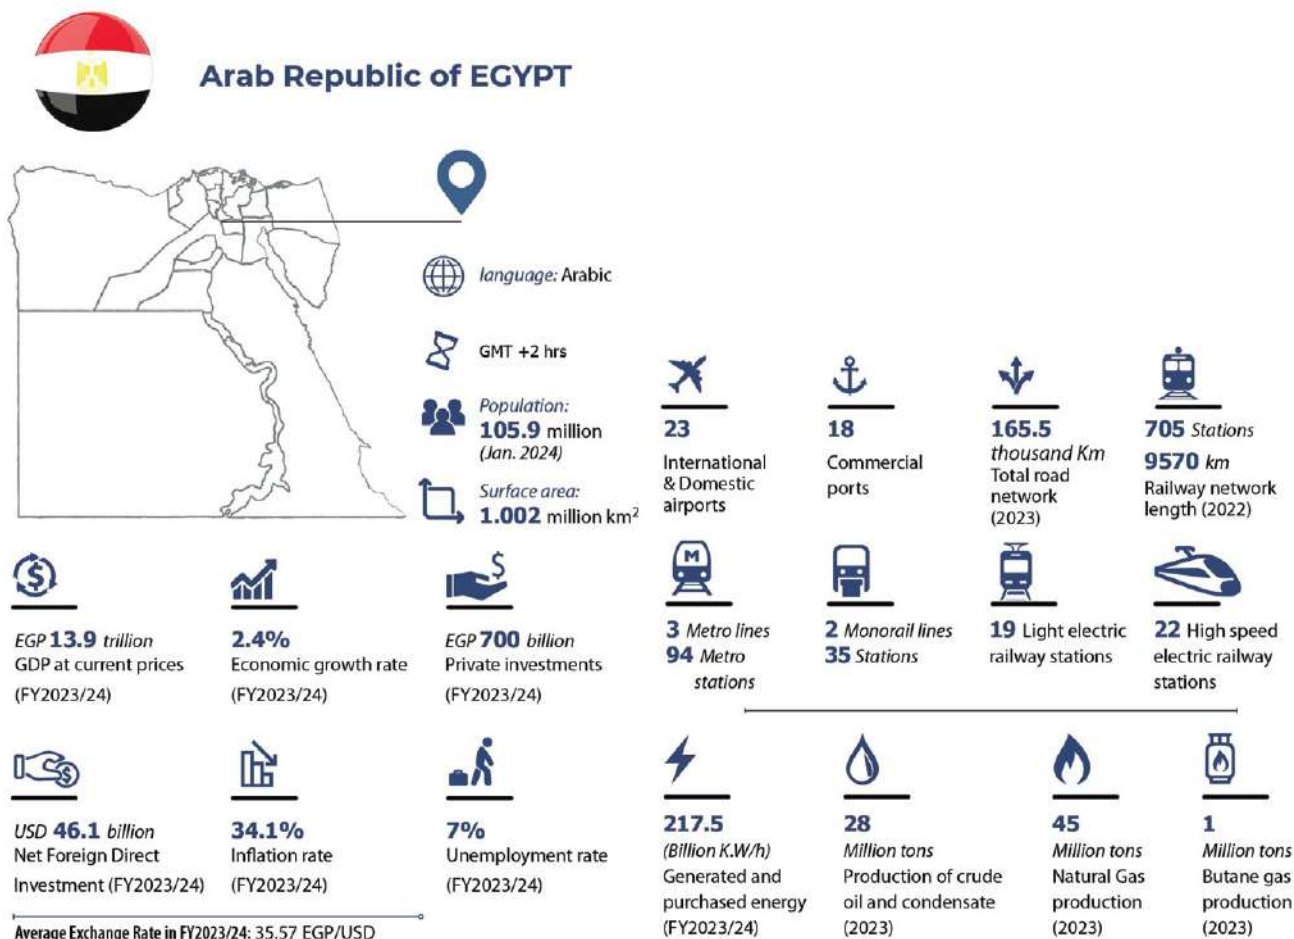 Arab Republic of EGYPT
language: Arabic
GMT +2 hrs
Population:
105.9 million
(Jan. 2024)
Surface area:
1.002 million km²
EGP 13.9 trillion
GDP at current prices
(FY2023/24)
2.4%
Economic growth rate
(FY2023/24)
EGP 700 billion
Private investments
(FY2023/24)
USD 46.1 billion
Net Foreign Direct
Investment (FY2023/24)
34.1%
Inflation rate
(FY2023/24)
7%
Unemployment rate
(FY2023/24)
Average Exchange Rate in FY2023/24: 35.57 EGP/USD
23
International
& Domestic
airports
18
Commercial
ports
165.5
thousand Km
Total road
network
(2023)
705 Stations
9570 km
Railway network
length (2022)
M
3 Metro lines
94 Metro
stations
2 Monorail lines
35 Stations
19 Light electric
railway stations
22 High speed
electric railway
stations
217.5
(Billion K.W/h)
Generated and
purchased energy
(FY2023/24)
28
Million tons
Production of crude
oil and condensate
(2023)
45
Million tons
Natural Gas
production
(2023)
1
Million tons
Butane gas
production
(2023)